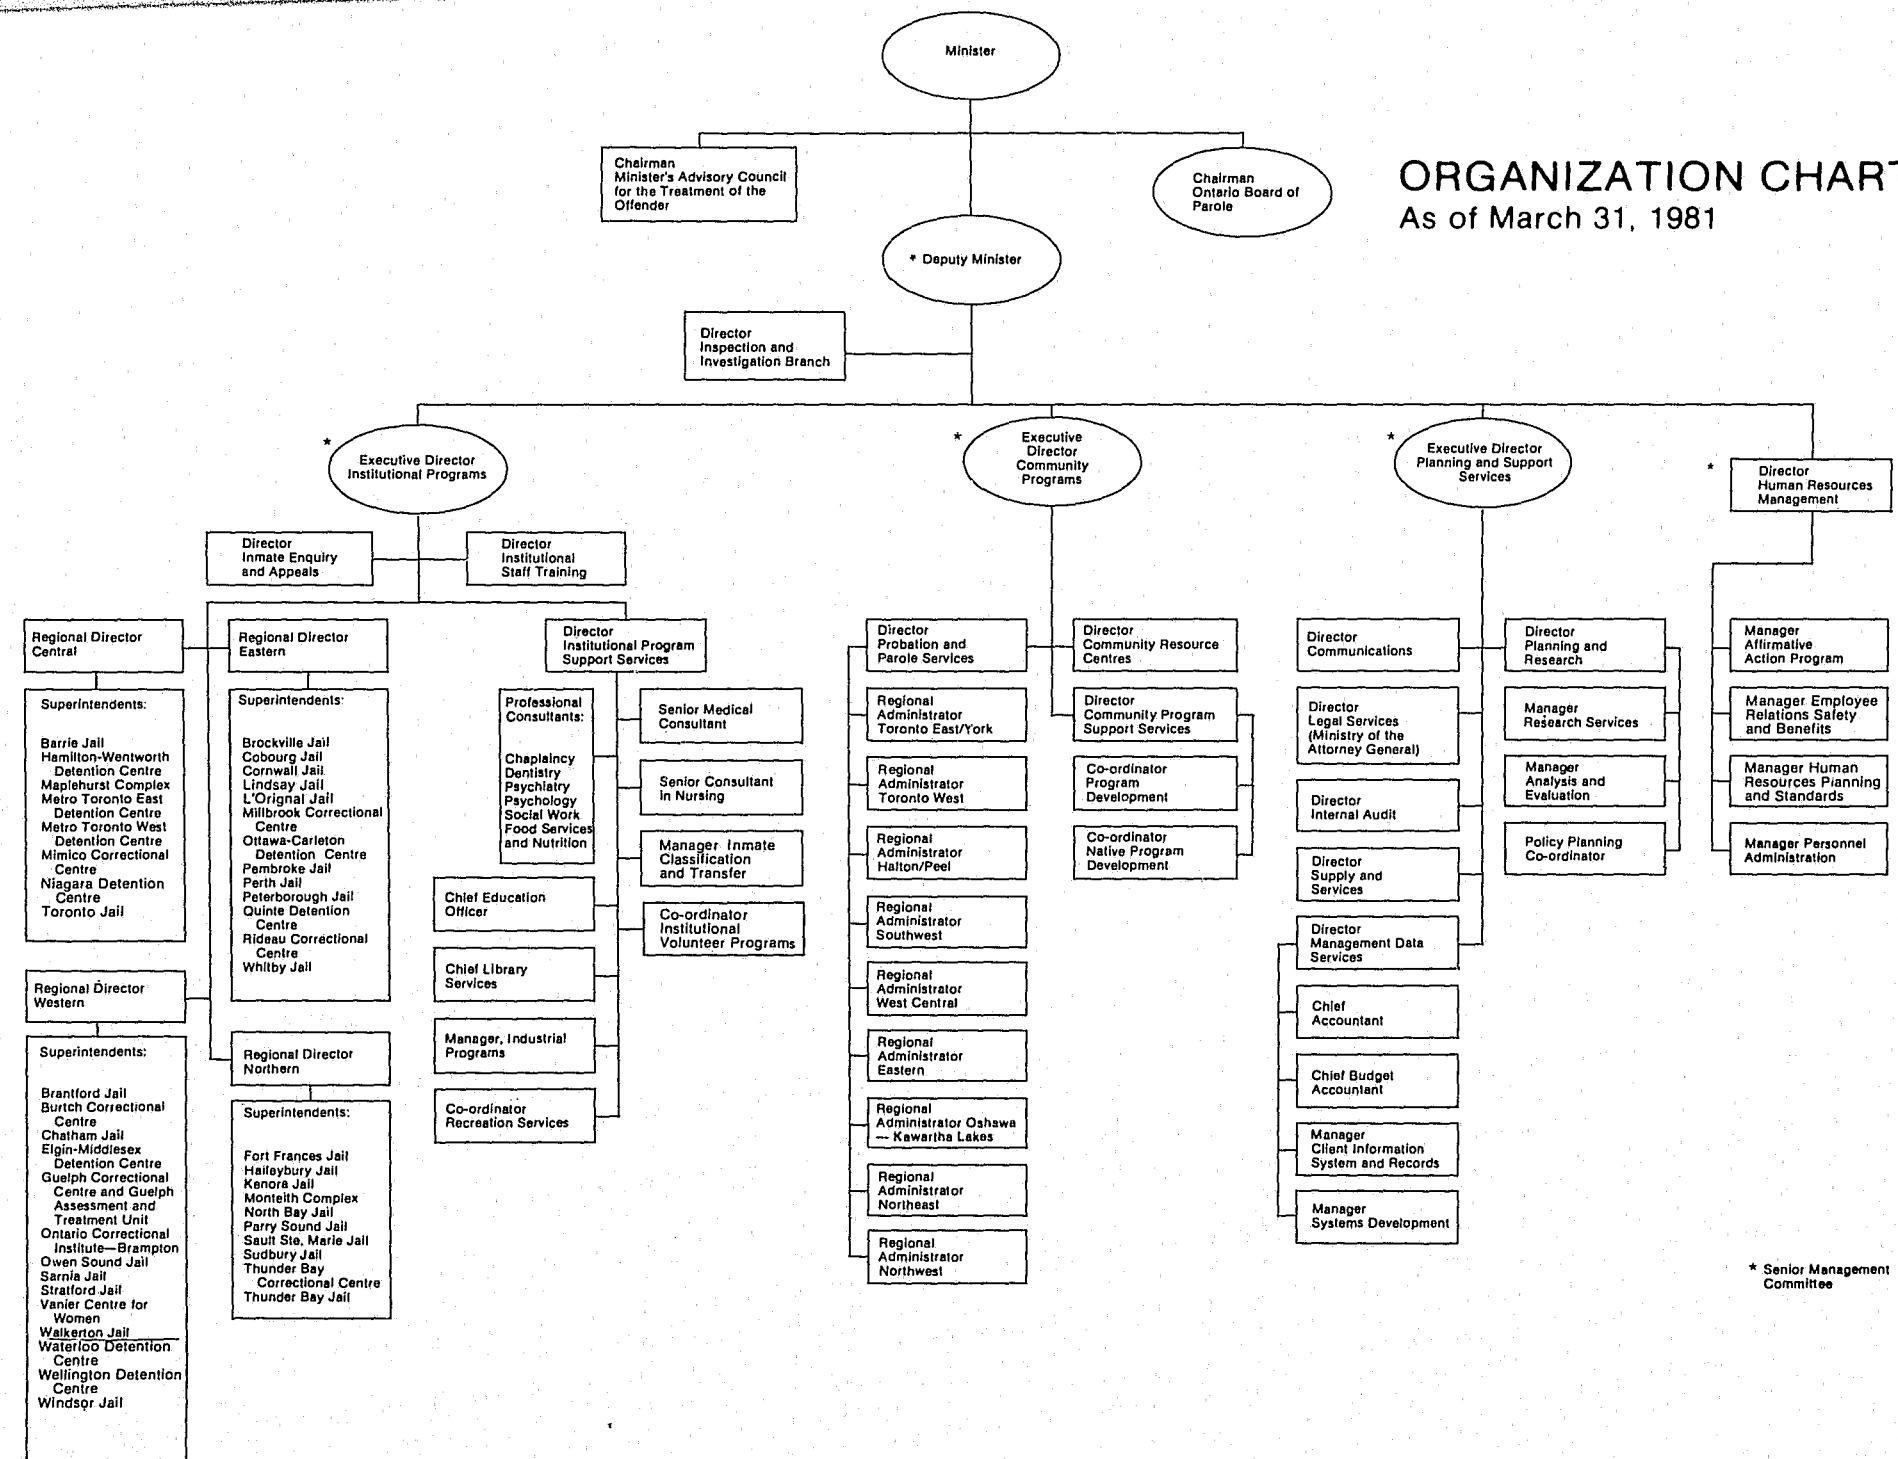 Minister
Chairman
Minister's Advisory Council
for the Treatment of the
Offender
Chairman
Ontario Board of
Parole
ORGANIZATION CHART
As of March 31, 1981
* Deputy Minister
Director
Inspection and
Investigation Branch
*
Executive Director
Institutional Programs
*
Executive
Director
Community
Programs
*
Executive Director
Planning and Support
Services
*
Director
Human Resources
Management
Director
Inmate Enquiry
and Appeals
Director
Institutional
Staff Training
Regional Director
Central
Superintendents:
Barrie Jail
Hamilton-Wentworth
Detention Centre
Maplehurst Complex
Metro Toronto East
Detention Centre
Metro Toronto West
Detention Centre
Mimico Correctional
Centre
Niagara Detention
Centre
Toronto Jail
Regional Director
Western
Superintendents:
Brantford Jail
Burtch Correctional
Centre
Chatham Jail
Elgin-Middlesex
Detention Centre
Guelph Correctional
Centre and Guelph
Assessment and
Treatment Unit
Ontario Correctional
Institute—Brampton
Owen Sound Jail
Sarnia Jail
Stratford Jail
Vanier Centre for
Women
Walkerton Jail
Waterloo Detention
Centre
Wellington Detention
Centre
Windsor Jail
Regional Director
Eastern
Superintendents:
Brockville Jail
Cobourg Jail
Cornwall Jail
Lindsay Jail
L'Orignal Jail
Millbrook Correctional
Centre
Ottawa-Carleton
Detention Centre
Pembroke Jail
Perth Jail
Peterborough Jail
Quinte Detention
Centre
Rideau Correctional
Centre
Whitby Jail
Regional Director
Northern
Superintendents:
Fort Frances Jail
Haileybury Jail
Kenora Jail
Monteith Complex
North Bay Jail
Parry Sound Jail
Sault Ste. Marie Jail
Sudbury Jail
Thunder Bay
Correctional Centre
Thunder Bay Jail
Director
Institutional Program
Support Services
Professional
Consultants:
Chaplaincy
Dentistry
Psychiatry
Psychology
Social Work
Food Services
and Nutrition
Chief Education
Officer
Chief Library
Services
Manager, Industrial
Programs
Co-ordinator
Recreation Services
Senior Medical
Consultant
Senior Consultant
In Nursing
Manager Inmate
Classification
and Transfer
Co-ordinator
Institutional
Volunteer Programs
Director
Probation and
Parole Services
Regional
Administrator
Toronto East/York
Regional
Administrator
Toronto West
Regional
Administrator
Halton/Peel
Regional
Administrator
Southwest
Regional
Administrator
West Central
Regional
Administrator
Eastern
Regional
Administrator Oshawa
— Kawartha Lakes
Regional
Administrator
Northeast
Regional
Administrator
Northwest
Director
Community Resource
Centres
Director
Community Program
Support Services
Co-ordinator
Program
Development
Co-ordinator
Native Program
Development
Director
Communications
Director
Legal Services
(Ministry of the
Attorney General)
Director
Internal Audit
Director
Supply and
Services
Director
Management Data
Services
Chief
Accountant
Chief Budget
Accountant
Manager
Client Information
System and Records
Manager
Systems Development
Director
Planning and
Research
Manager
Research Services
Manager
Analysis and
Evaluation
Policy Planning
Co-ordinator
Manager
Affirmative
Action Program
Manager Employee
Relations Safety
and Benefits
Manager Human
Resources Planning
and Standards
Manager Personnel
Administration
* Senior Management
Committee